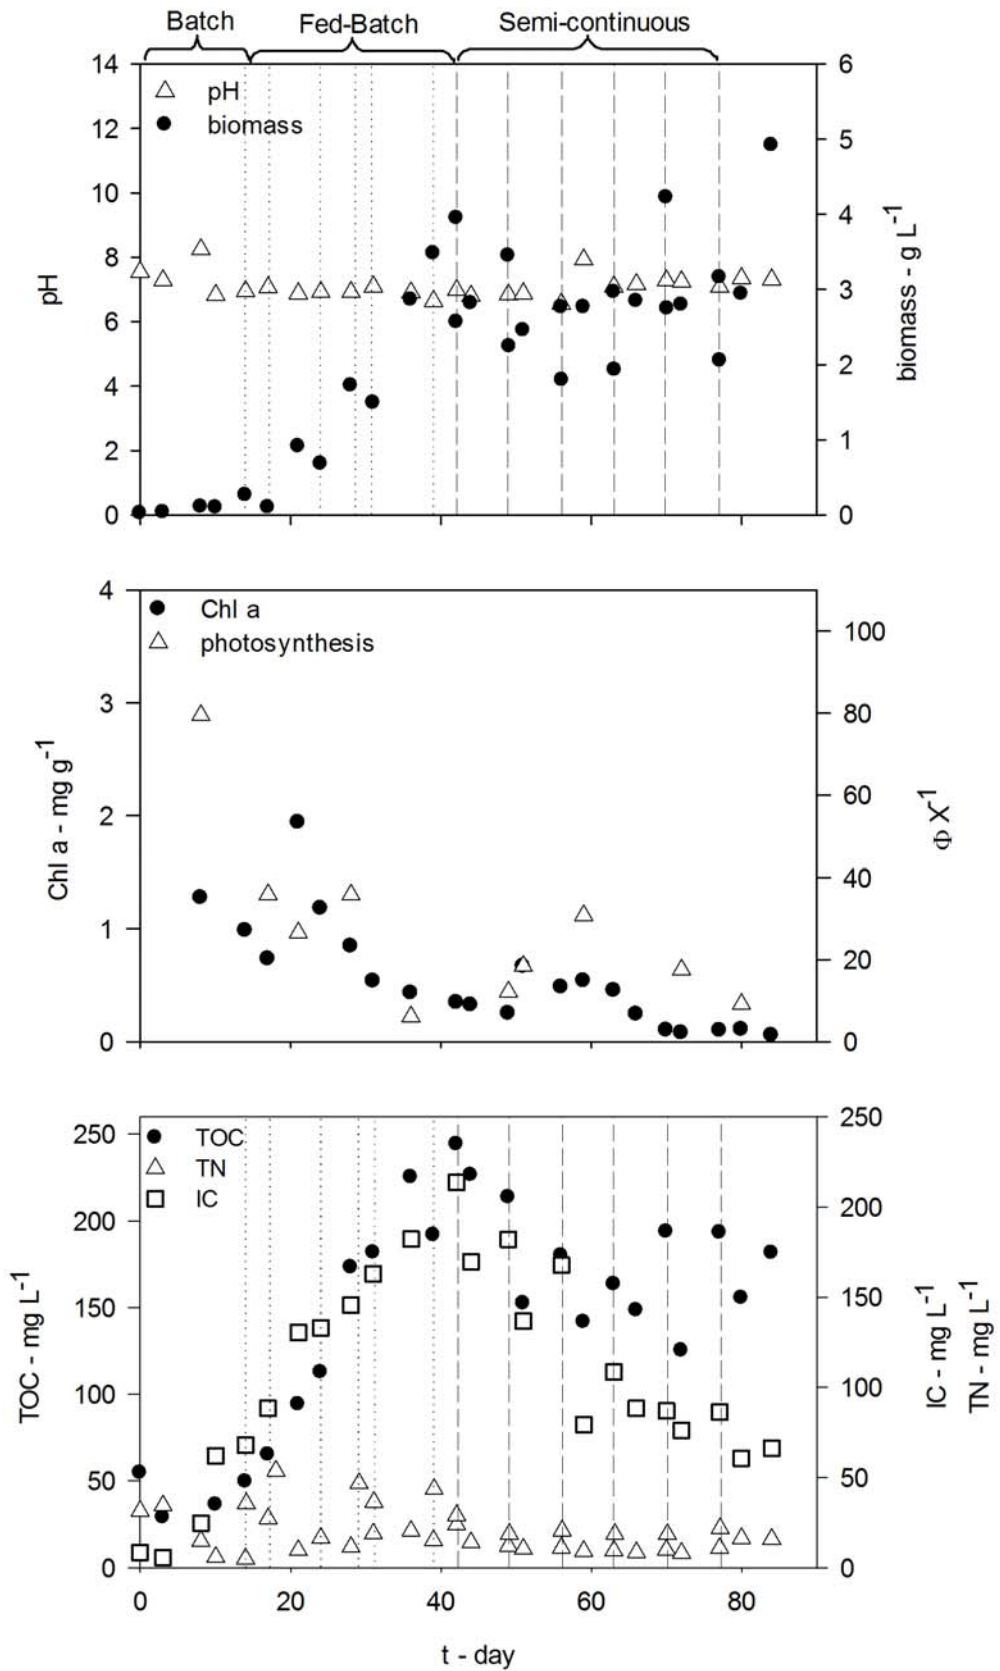 Batch
Fed-Batch
Semi-continuous
14
12
10
8
6
4
2
0
pH
pH
biomass
6
5
4
3
2
1
0
biomass - g L-1
4
3
2
1
0
Chl a - mg g-1
Chl a
photosynthesis
100
80
60
40
20
0
Φ X-1
250
200
150
100
50
0
TOC - mg L-1
TOC
TN
IC
250
200
150
100
50
0
IC - mg L-1
TN - mg L-1
0 20 40 60 80
t - day